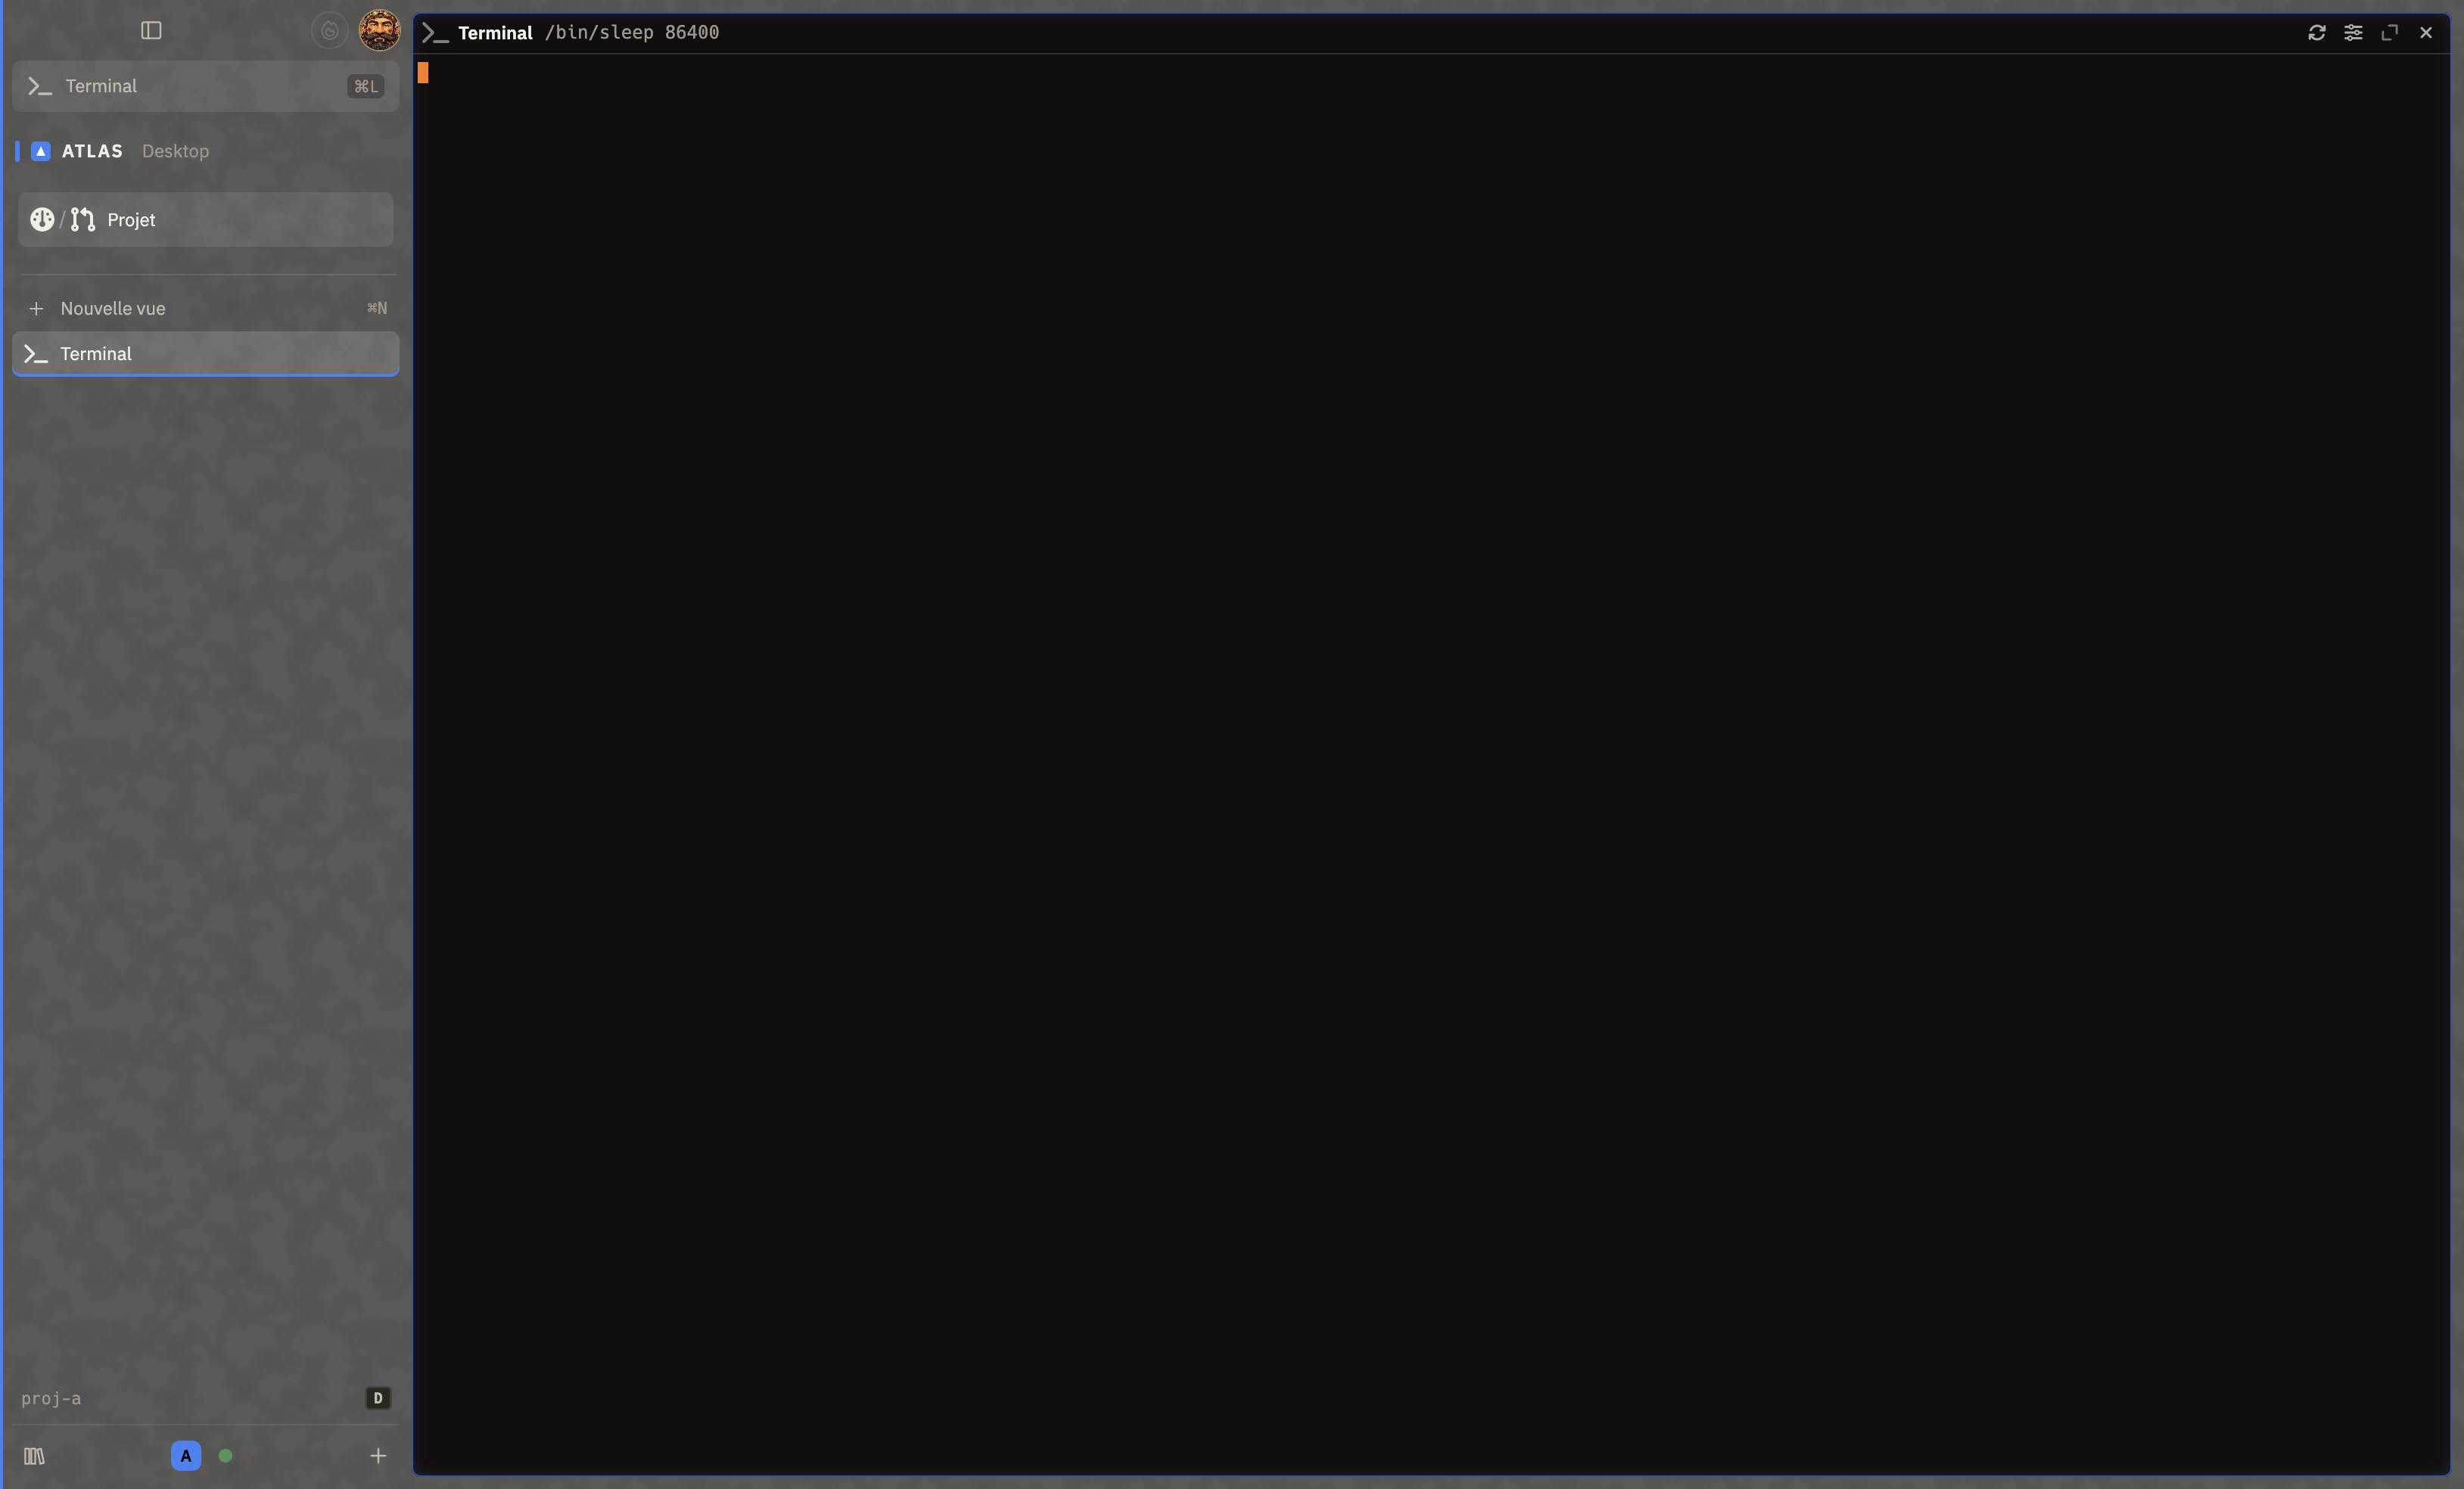 Terminal ⌘L
ATLAS Desktop
/ Projet
+ Nouvelle vue ⌘N
Terminal
proj-a D
A +
Terminal /bin/sleep 86400